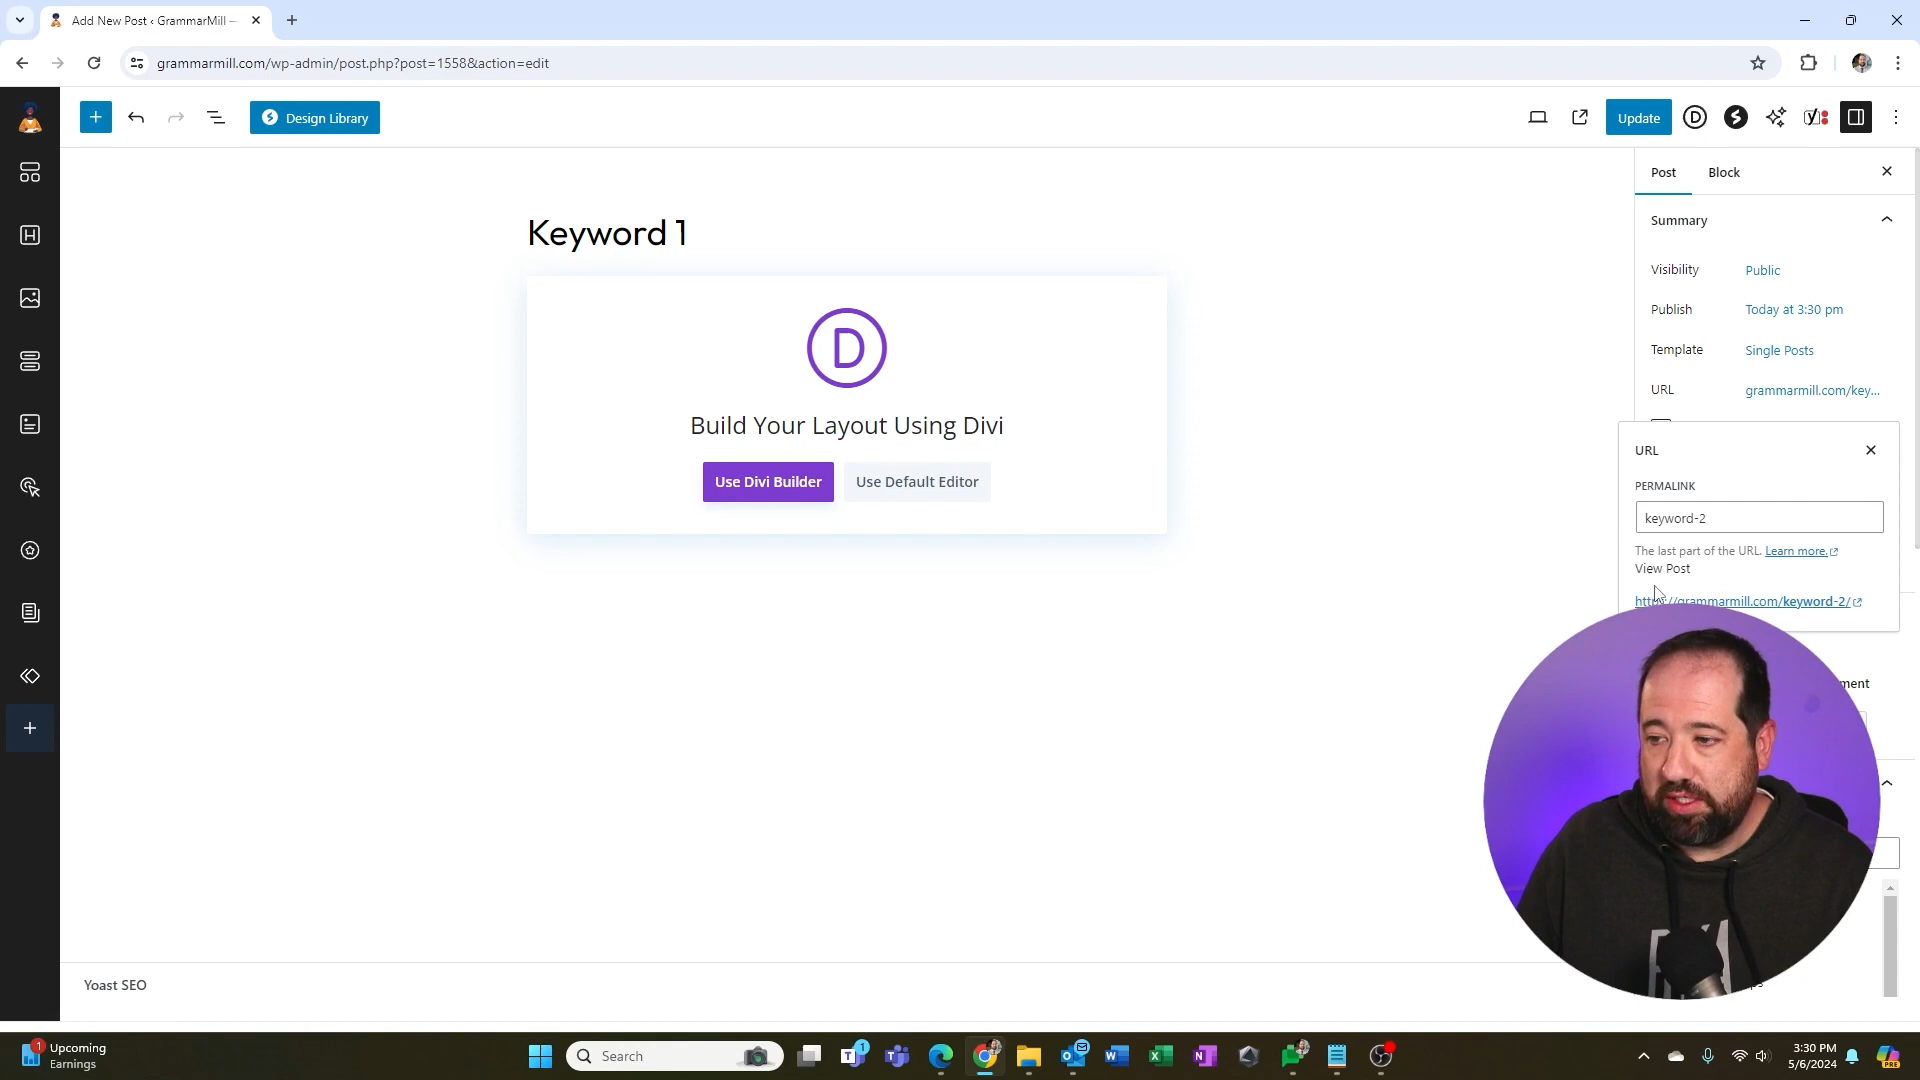 Add New Post ‹ GrammarMill —
grammarmill.com/wp-admin/post.php?post=1558&action=edit
Design Library
Update
Post
Block
Summary
Keyword 1
Visibility
Public
Publish
Today at 3:30 pm
Template
Single Posts
URL
grammarmill.com/key...
D
Build Your Layout Using Divi
Use Divi Builder
Use Default Editor
URL
PERMALINK
keyword-2
The last part of the URL. Learn more.
View Post
grammarmill.com/keyword-2/
Yoast SEO
1
Upcoming
Earnings
Search
1
3:30 PM
5/6/2024